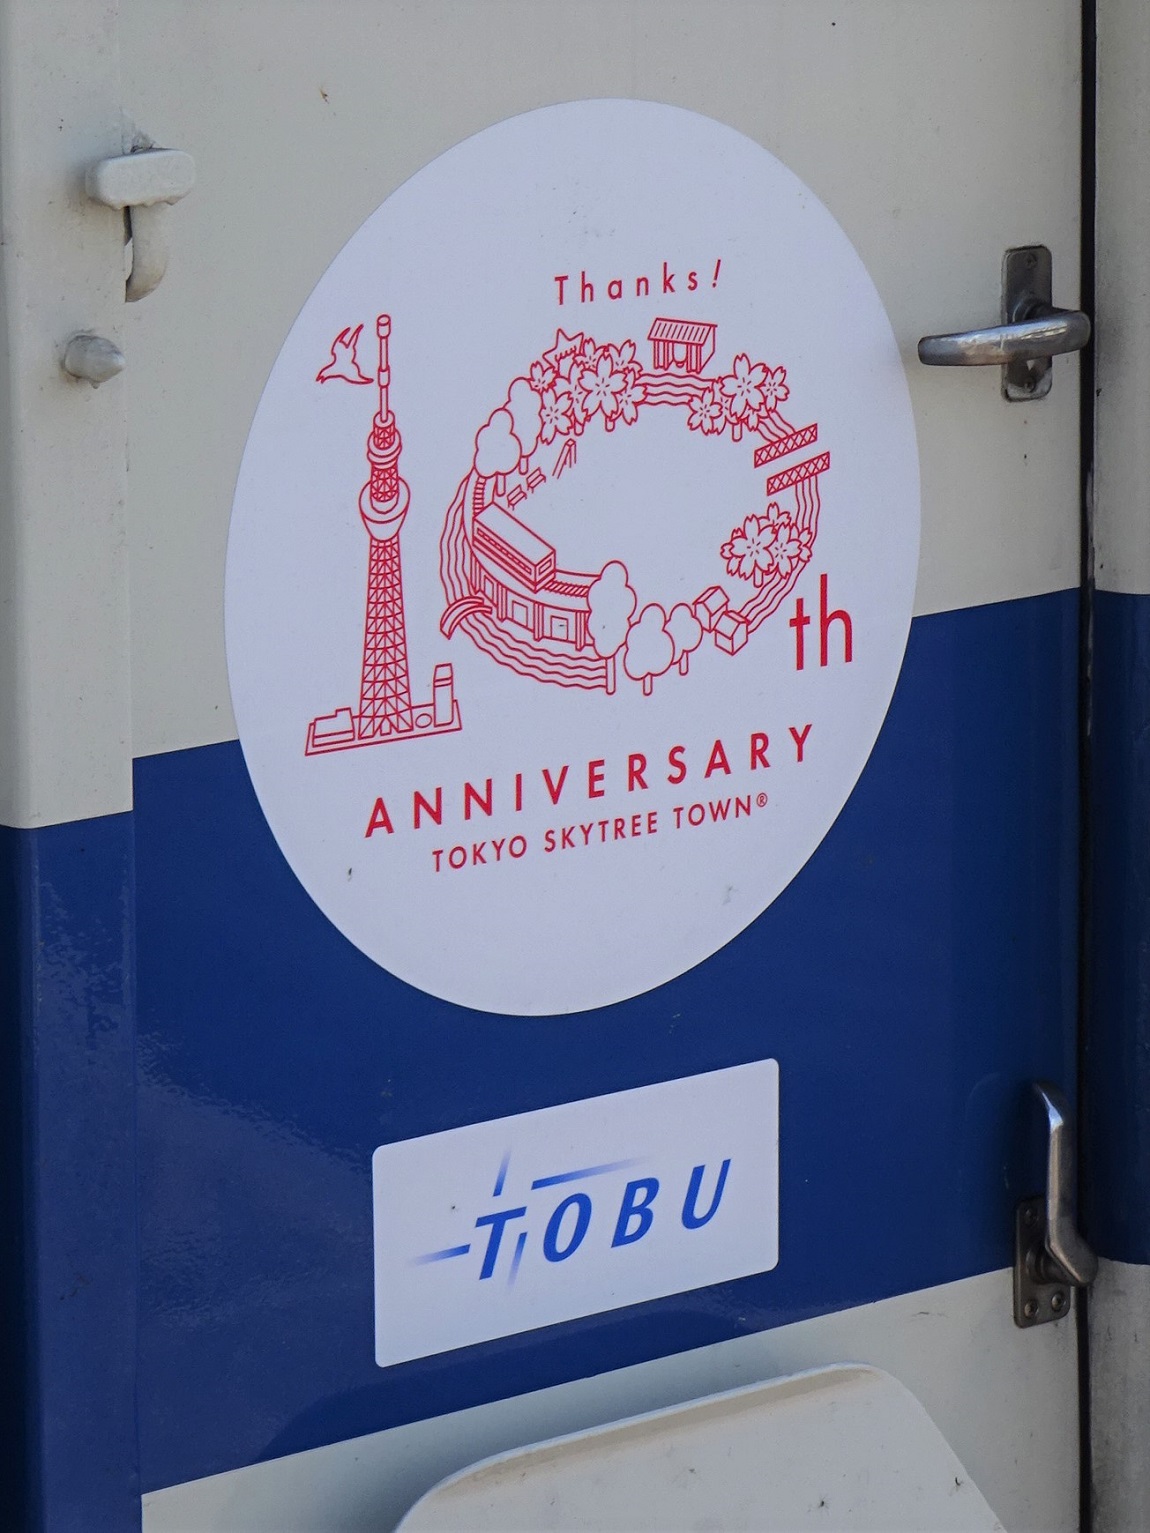 Thanks!
10th
ANNIVERSARY
TOKYO SKYTREE TOWN®
TOBU